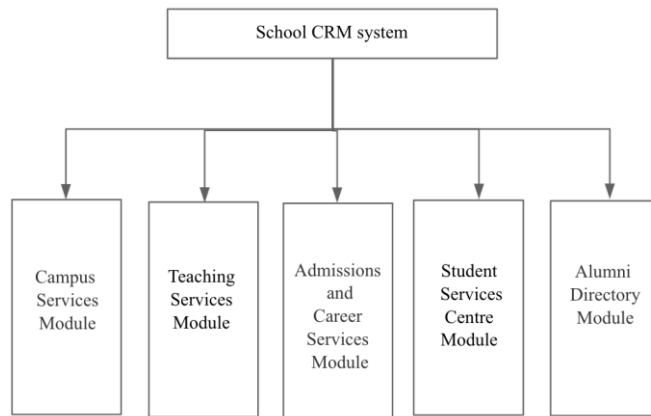 School CRM system
Campus
Services
Module
Teaching
Services
Module
Admissions
and
Career
Services
Module
Student
Services
Centre
Module
Alumni
Directory
Module